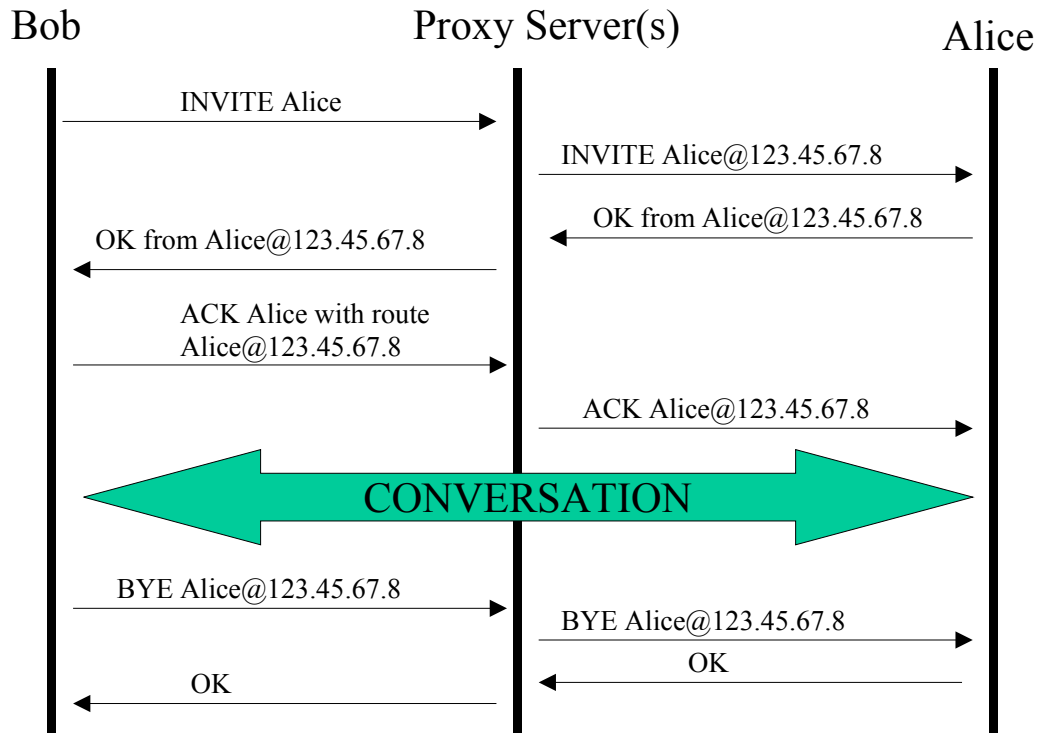 Bob
Proxy Server(s)
Alice
INVITE Alice
INVITE Alice@123.45.67.8
OK from Alice@123.45.67.8
OK from Alice@123.45.67.8
ACK Alice with route
Alice@123.45.67.8
ACK Alice@123.45.67.8
CONVERSATION
BYE Alice@123.45.67.8
BYE Alice@123.45.67.8
OK
OK